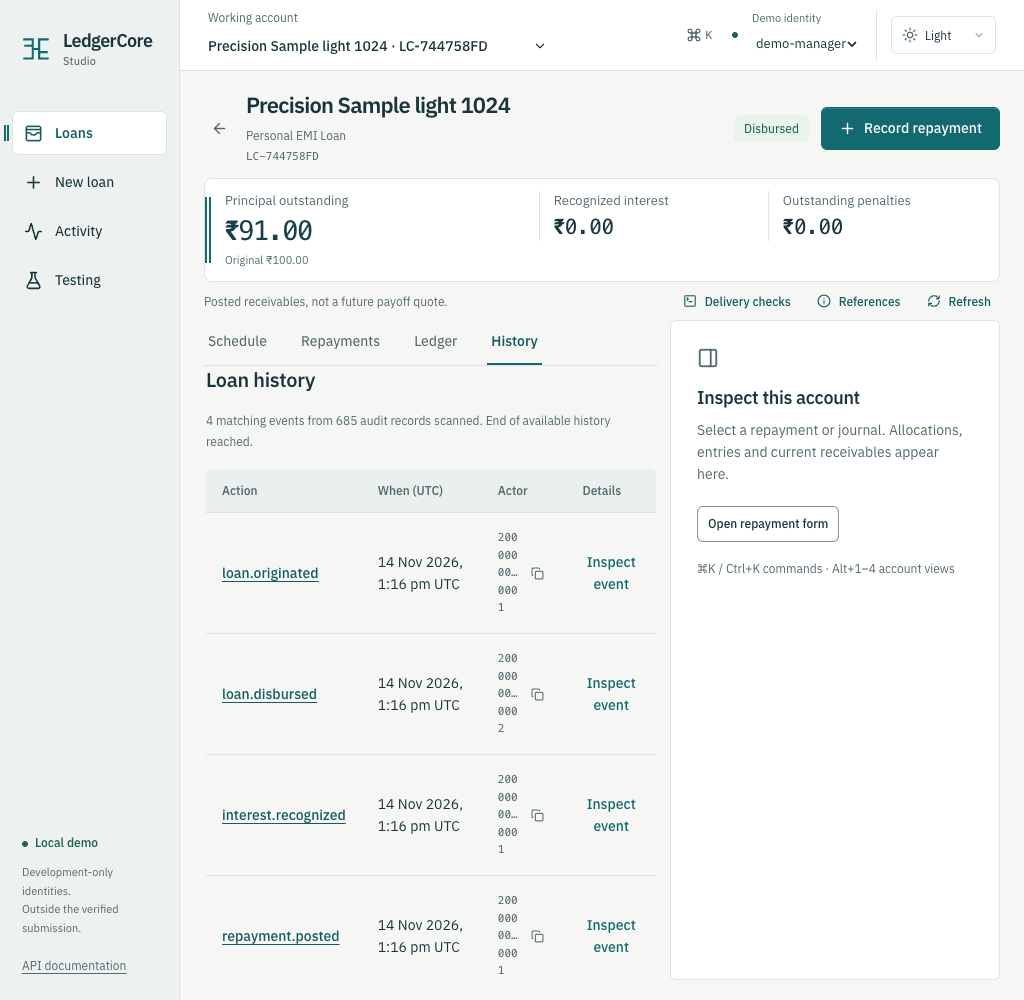 LedgerCore
Studio
Loans
New loan
Activity
Testing
Local demo
Development-only
identities.
Outside the verified
submission.
API documentation
Working account
Precision Sample light 1024 · LC-744758FD
⌘ K
Demo identity
demo-manager
Light
Precision Sample light 1024
Personal EMI Loan
LC-744758FD
Disbursed
Record repayment
Principal outstanding
₹91.00
Original ₹100.00
Recognized interest
₹0.00
Outstanding penalties
₹0.00
Posted receivables, not a future payoff quote.
Delivery checks
References
Refresh
Schedule
Repayments
Ledger
History
Loan history
4 matching events from 685 audit records scanned. End of available history
reached.
Action When (UTC) Actor Details
loan.originated
14 Nov 2026,
1:16 pm UTC
200
000
00…
000
1
Inspect
event
loan.disbursed
14 Nov 2026,
1:16 pm UTC
200
000
00…
000
2
Inspect
event
interest.recognized
14 Nov 2026,
1:16 pm UTC
200
000
00…
000
1
Inspect
event
repayment.posted
14 Nov 2026,
1:16 pm UTC
200
000
00…
000
1
Inspect
event
Inspect this account
Select a repayment or journal. Allocations,
entries and current receivables appear
here.
Open repayment form
⌘K / Ctrl+K commands · Alt+1–4 account views